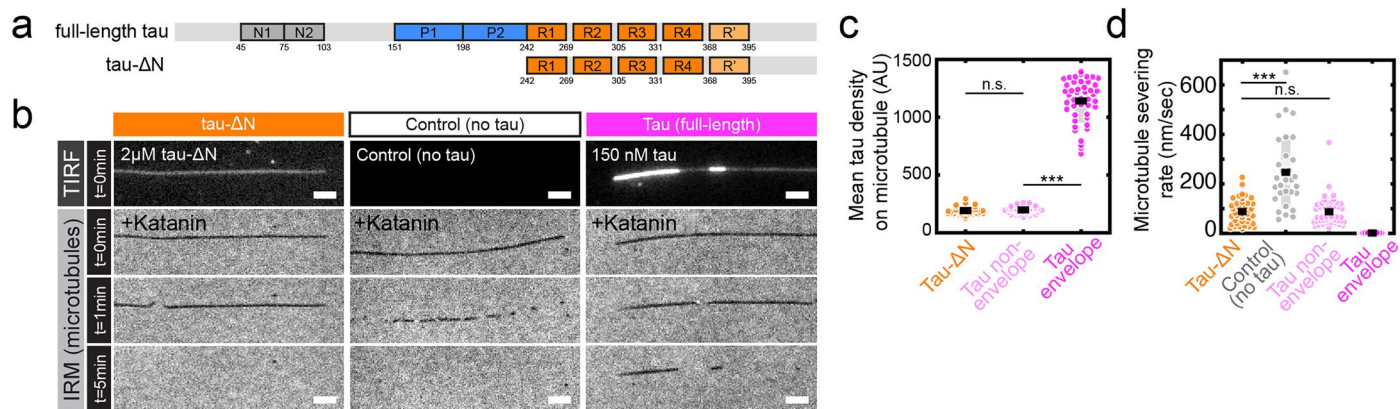 a
full-length tau
N1 N2 P1 P2 R1 R2 R3 R4 R'
45 75 103 151 198 242 269 305 331 368 395
tau-ΔN
R1 R2 R3 R4 R'
242 269 305 331 368 395
b
tau-ΔN
Control (no tau)
Tau (full-length)
TIRF
t=0min
2µM tau-ΔN
Control (no tau)
150 nM tau
IRM (microtubules)
t=0min
+Katanin
+Katanin
+Katanin
t=1min
t=5min
c
Mean tau density
on microtubule (AU)
1500
1000
500
0
n.s.
***
Tau-ΔN
Tau non-
envelope
Tau
envelope
d
Microtubule severing
rate (nm/sec)
600
400
200
0
***
n.s.
Tau-ΔN
Control
(no tau)
Tau non-
envelope
Tau
envelope